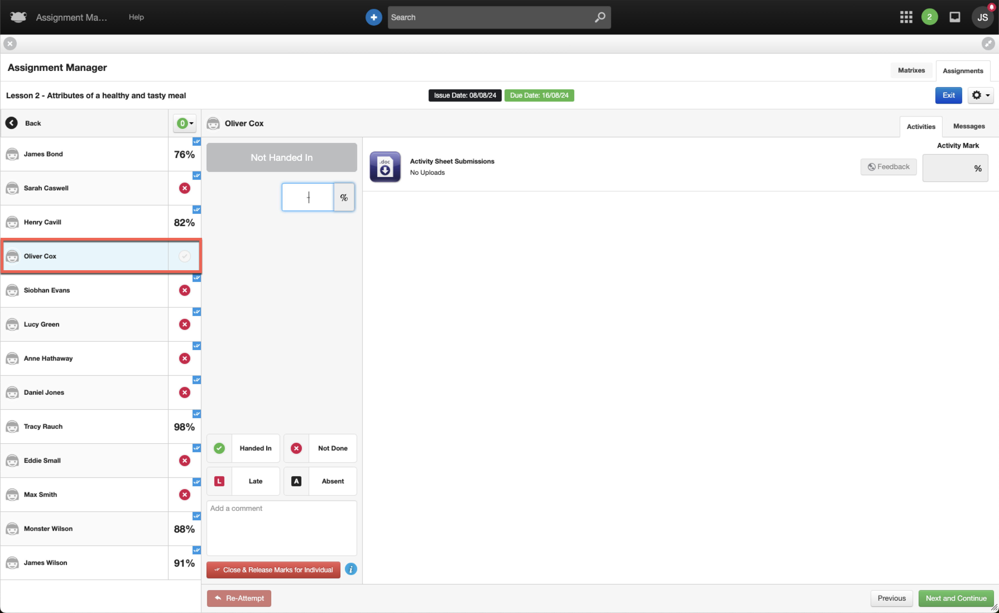 Assignment Ma...
Help
Search
2
JS
Assignment Manager
Matrixes
Assignments
Lesson 2 - Attributes of a healthy and tasty meal
Issue Date: 08/08/24
Due Date: 16/08/24
Exit
Back
0
Oliver Cox
Activities
Messages
James Bond
76%
Sarah Caswell
Henry Cavill
82%
Oliver Cox
Siobhan Evans
Lucy Green
Anne Hathaway
Daniel Jones
Tracy Rauch
98%
Eddie Small
Max Smith
Monster Wilson
88%
James Wilson
91%
Not Handed In
%
Handed In
Not Done
L
Late
A
Absent
Add a comment
Close & Release Marks for Individual
i
Activity Mark
.doc
Activity Sheet Submissions
No Uploads
Feedback
%
Re-Attempt
Previous
Next and Continue